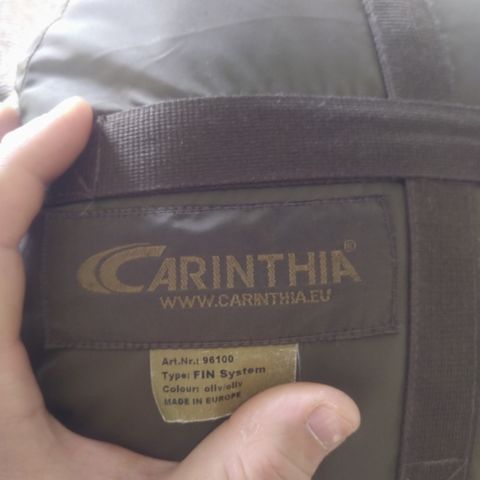 CARINTHIA®
WWW.CARINTHIA.EU
Art.Nr.: 96100
Type: FIN System
Colour: oliv/oliv
MADE IN EUROPE